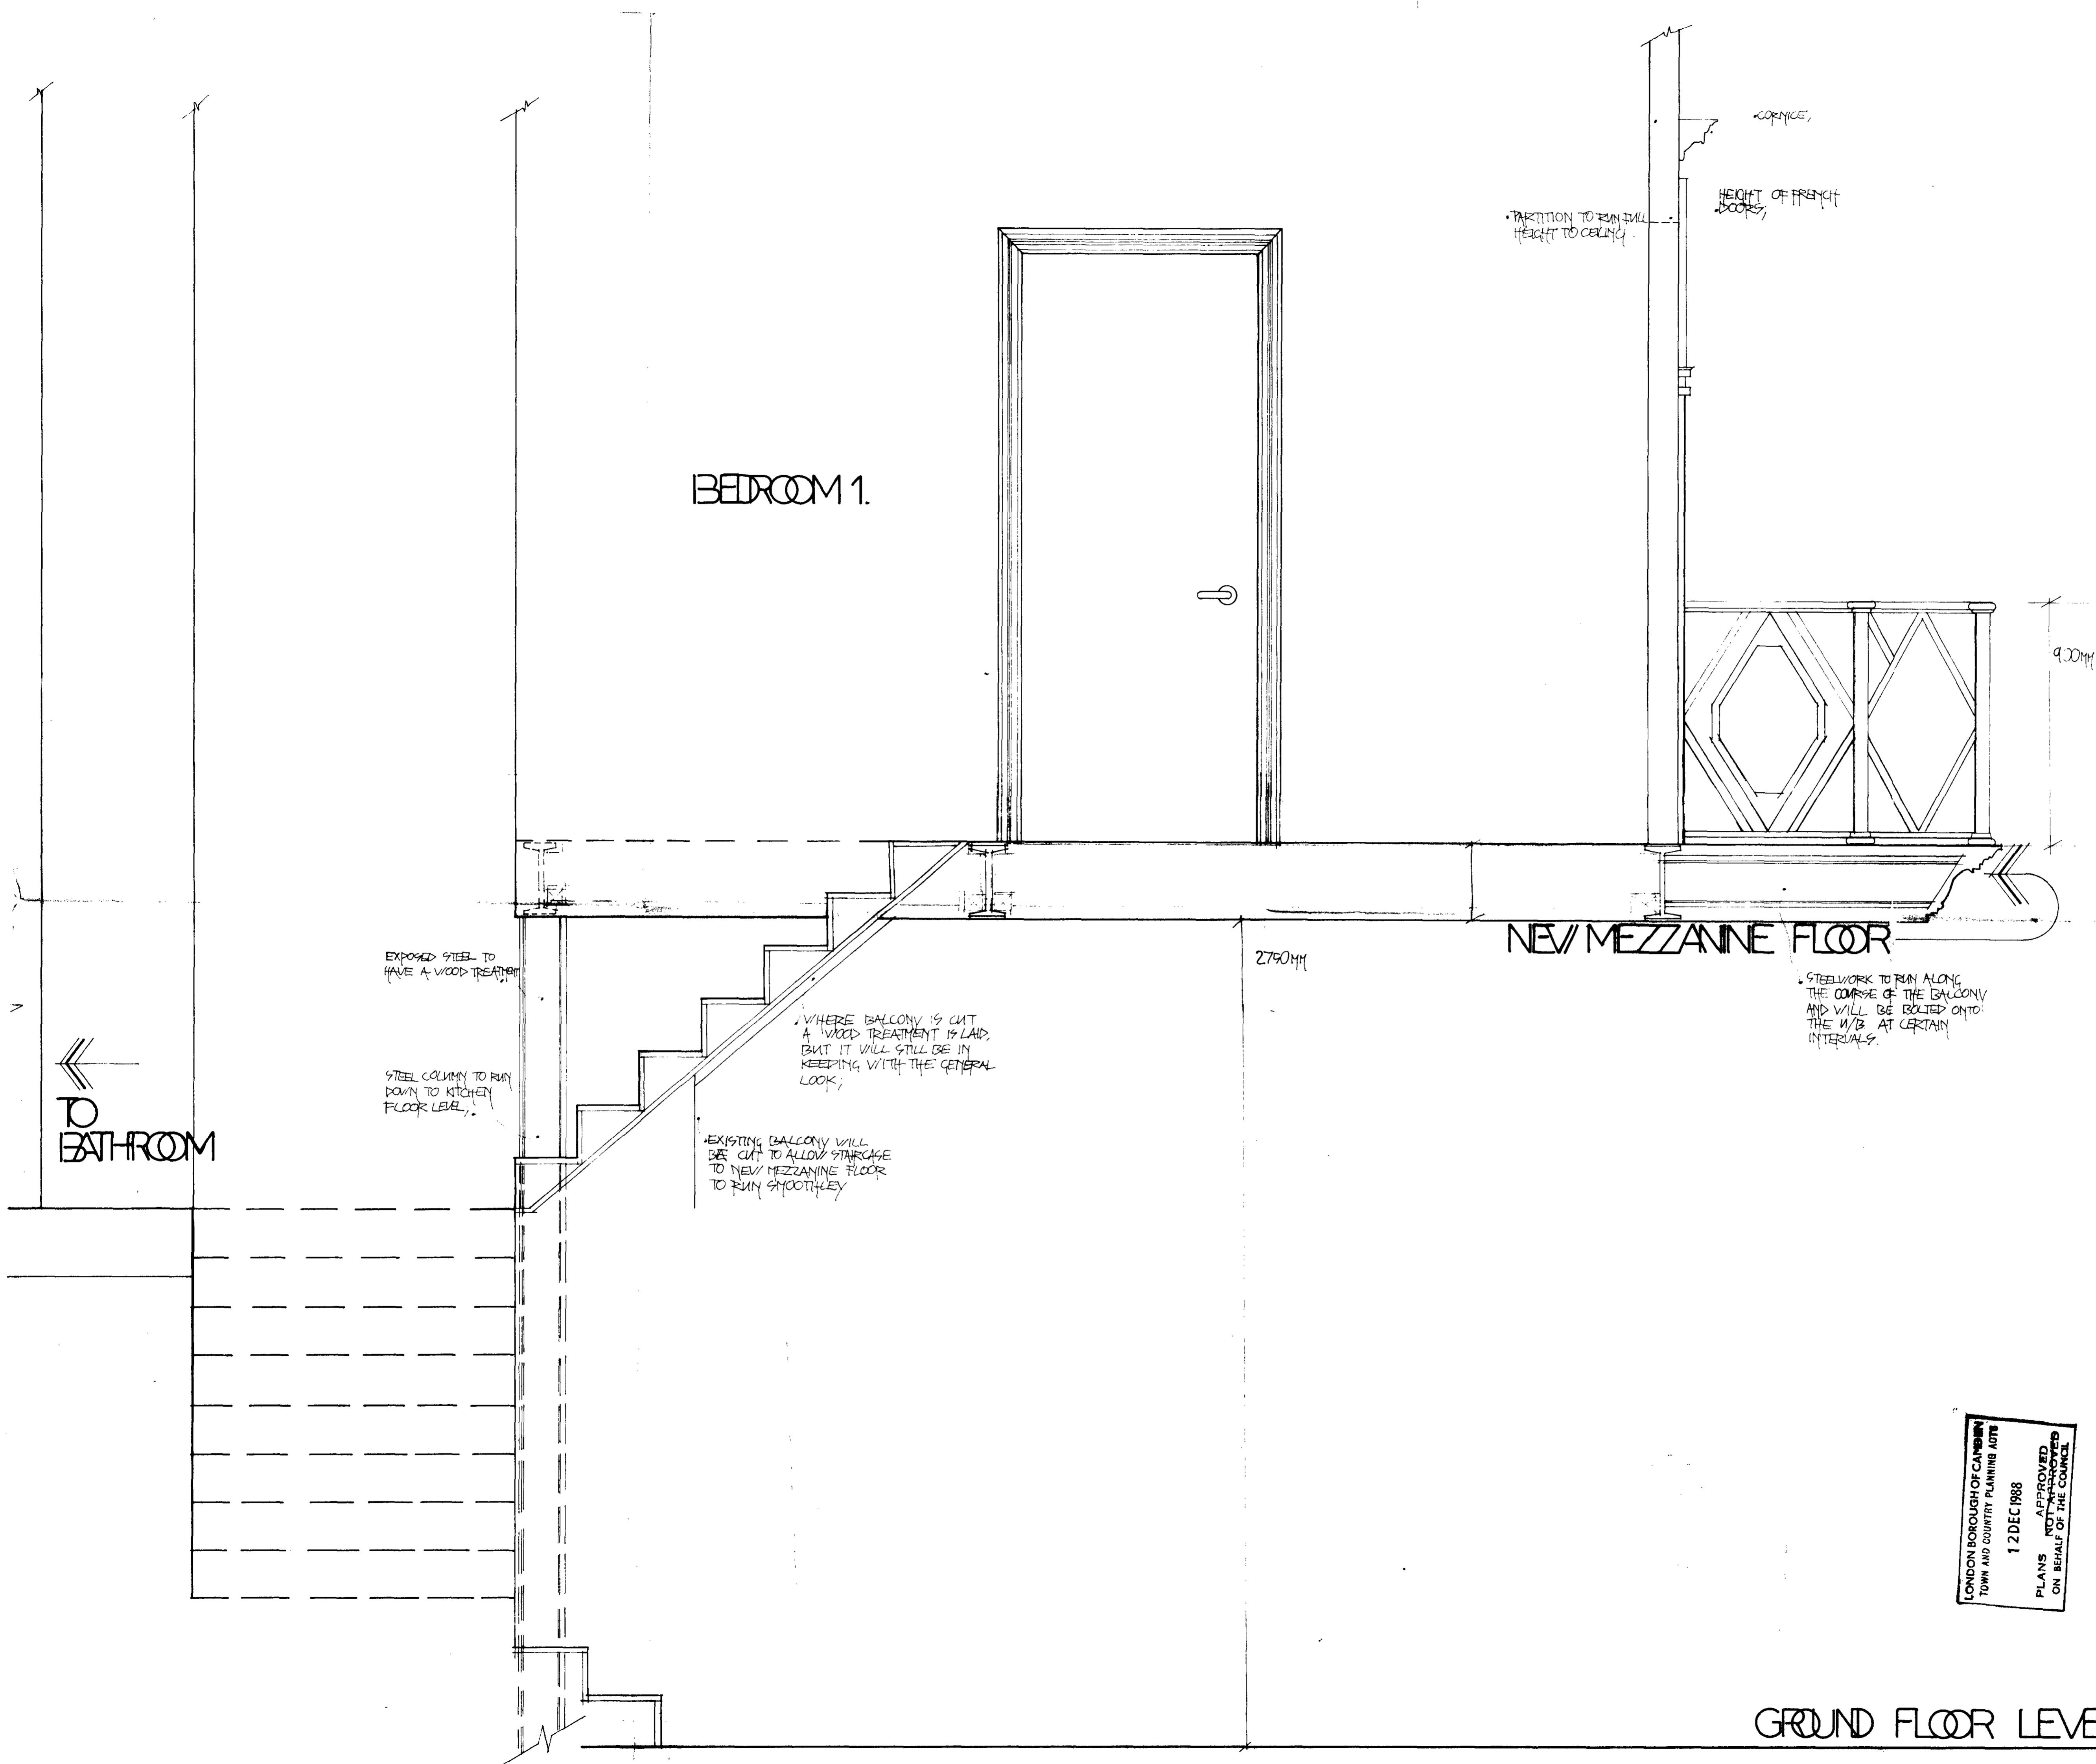 •CORNICE;
HEIGHT OF FRENCH
•DOORS;
•PARTITION TO RUN FULL
HEIGHT TO CEILING
BEDROOM 1.
900MM
EXPOSED STEEL TO
HAVE A WOOD TREATMENT
2750MM
NEW MEZZANINE FLOOR
•STEELWORK TO RUN ALONG
THE COURSE OF THE BALCONY
AND WILL BE BOLTED ONTO
THE U/B AT CERTAIN
INTERVALS.
•WHERE BALCONY IS CUT
A WOOD TREATMENT IS LAID,
BUT IT WILL STILL BE IN
KEEPING WITH THE GENERAL
LOOK;
STEEL COLUMN TO RUN
DOWN TO KITCHEN
FLOOR LEVEL;.
TO
BATHROOM
•EXISTING BALCONY WILL
BE CUT TO ALLOW STAIRCASE
TO NEW MEZZANINE FLOOR
TO RUN SMOOTHLEY
LONDON BOROUGH OF CAMDEN
TOWN AND COUNTRY PLANNING ACTS
12 DEC 1988
PLANS APPROVED
NOT APPROVED
ON BEHALF OF THE COUNCIL
GROUND FLOOR LEVE